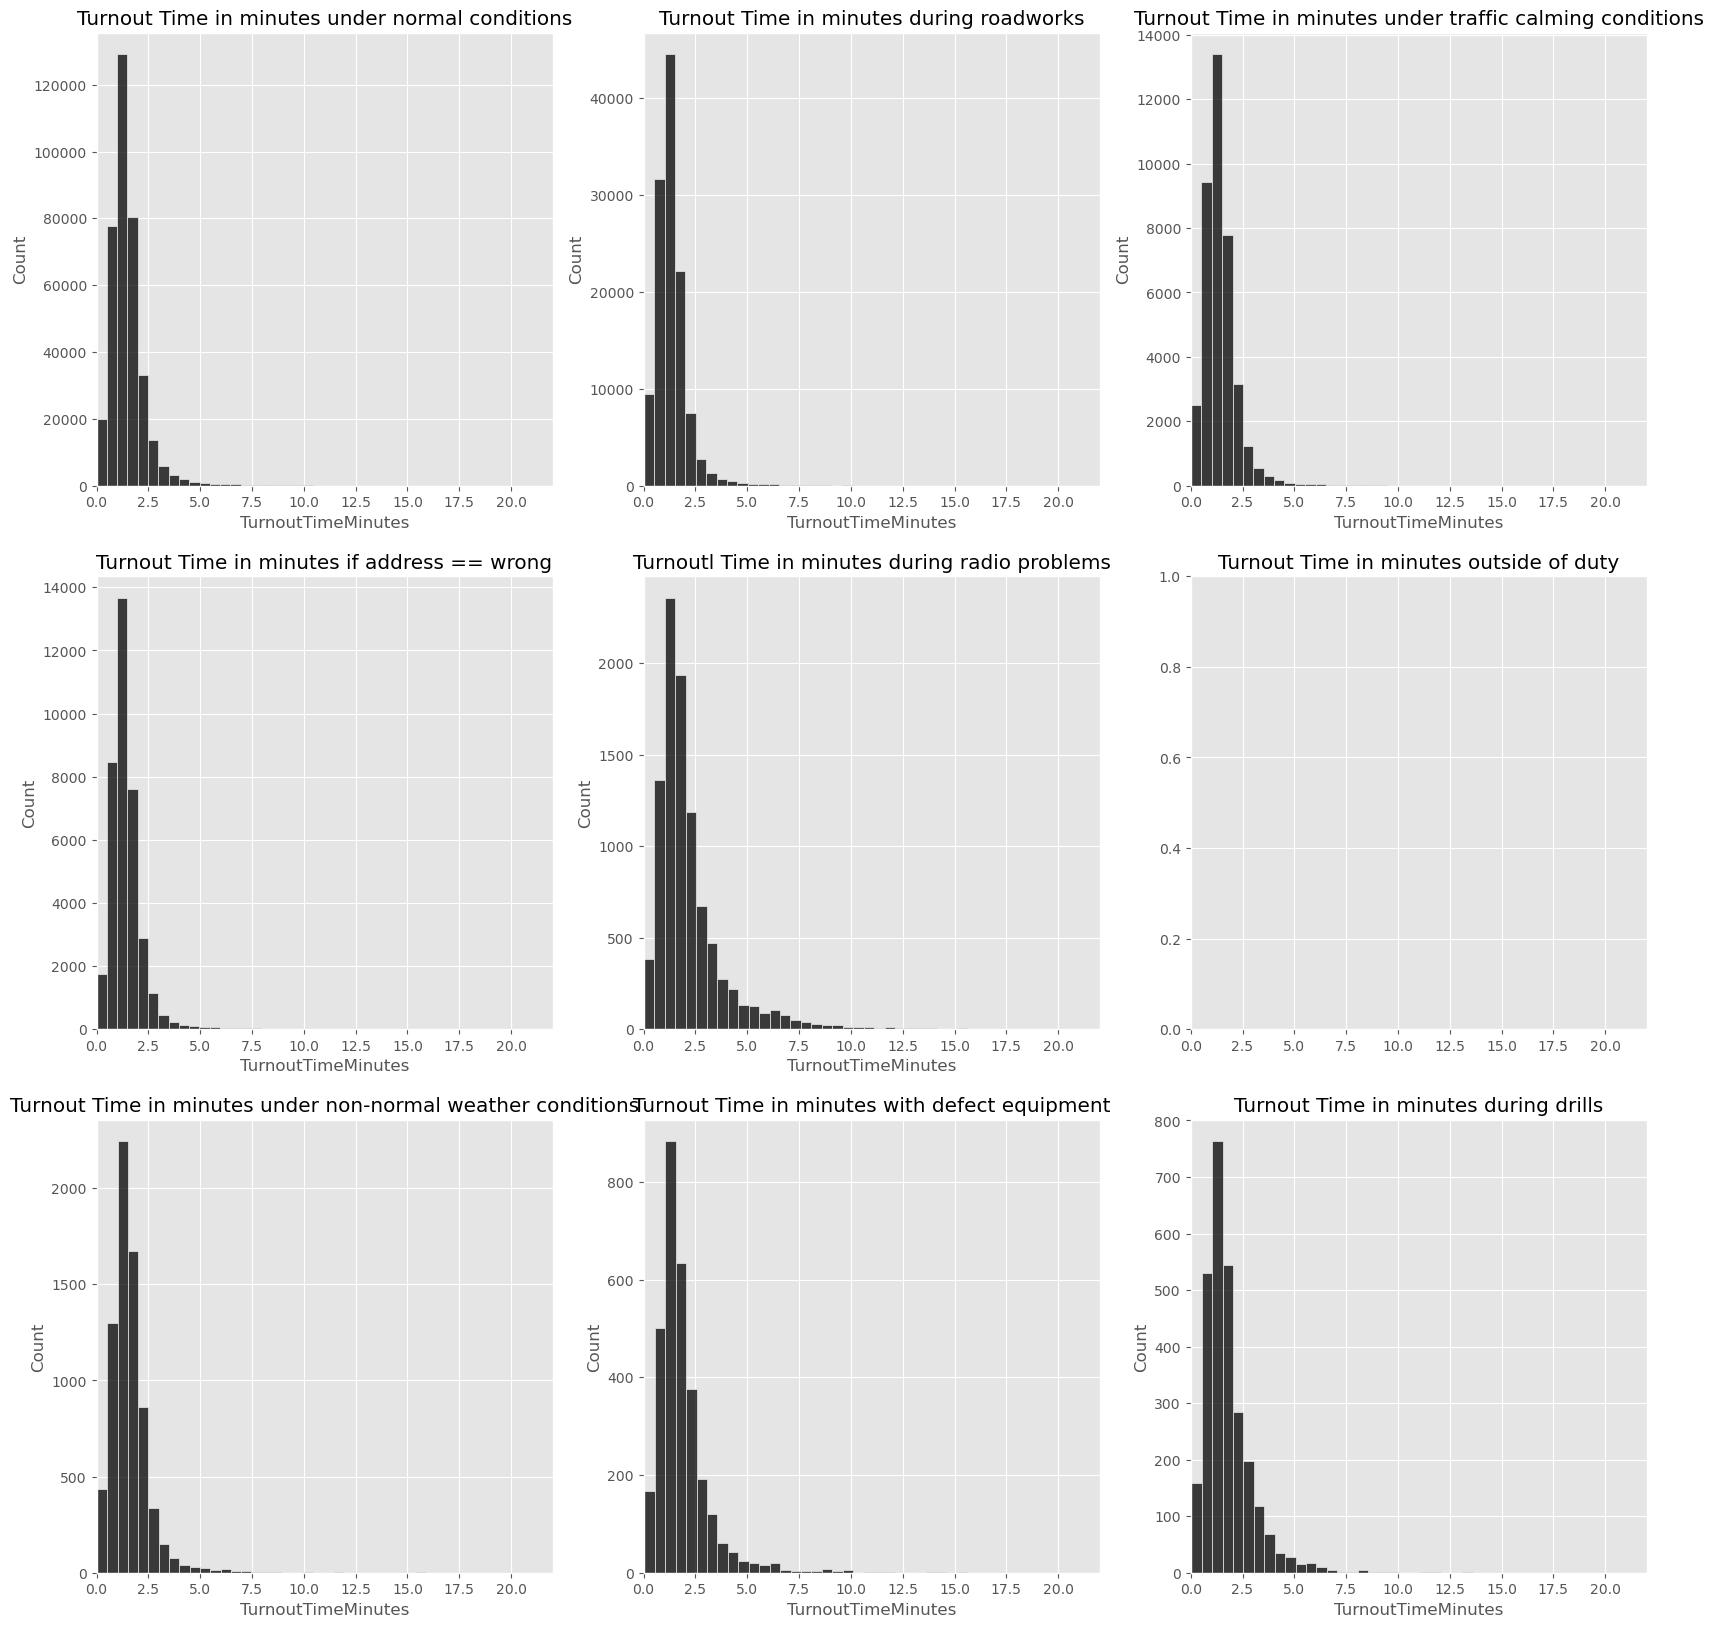 Turnout Time in minutes under normal conditions
Count
120000
100000
80000
60000
40000
20000
0
0.0 2.5 5.0 7.5 10.0 12.5 15.0 17.5 20.0
TurnoutTimeMinutes
Turnout Time in minutes during roadworks
Count
40000
30000
20000
10000
0
0.0 2.5 5.0 7.5 10.0 12.5 15.0 17.5 20.0
TurnoutTimeMinutes
Turnout Time in minutes under traffic calming conditions
Count
14000
12000
10000
8000
6000
4000
2000
0
0.0 2.5 5.0 7.5 10.0 12.5 15.0 17.5 20.0
TurnoutTimeMinutes
Turnout Time in minutes if address == wrong
Count
14000
12000
10000
8000
6000
4000
2000
0
0.0 2.5 5.0 7.5 10.0 12.5 15.0 17.5 20.0
TurnoutTimeMinutes
Turnoutl Time in minutes during radio problems
Count
2000
1500
1000
500
0
0.0 2.5 5.0 7.5 10.0 12.5 15.0 17.5 20.0
TurnoutTimeMinutes
Turnout Time in minutes outside of duty
1.0
0.8
0.6
0.4
0.2
0.0
0.0 2.5 5.0 7.5 10.0 12.5 15.0 17.5 20.0
Turnout Time in minutes under non-normal weather conditions
Count
2000
1500
1000
500
0
0.0 2.5 5.0 7.5 10.0 12.5 15.0 17.5 20.0
TurnoutTimeMinutes
Turnout Time in minutes with defect equipment
Count
800
600
400
200
0
0.0 2.5 5.0 7.5 10.0 12.5 15.0 17.5 20.0
TurnoutTimeMinutes
Turnout Time in minutes during drills
Count
800
700
600
500
400
300
200
100
0
0.0 2.5 5.0 7.5 10.0 12.5 15.0 17.5 20.0
TurnoutTimeMinutes